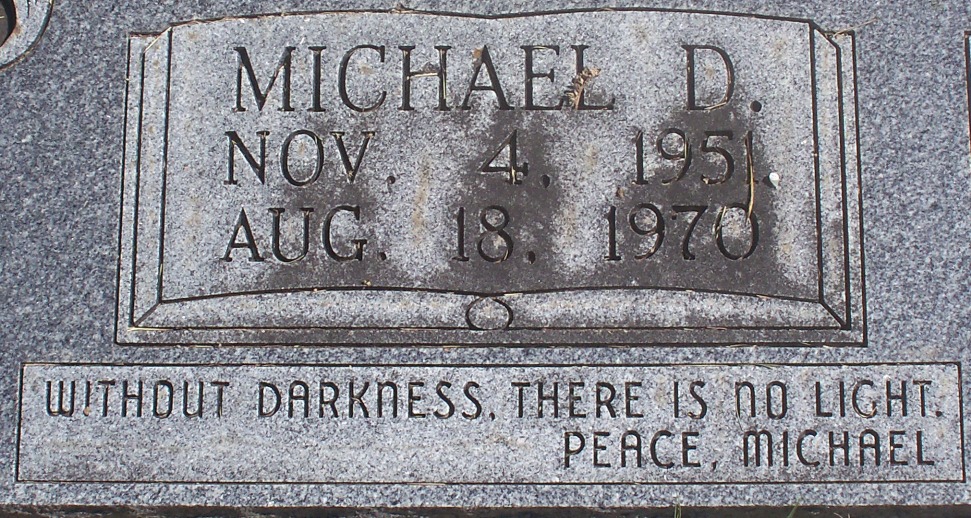 MICHAEL D.
NOV. 4, 1951.
AUG. 18. 1970
WITHOUT DARKNESS, THERE IS NO LIGHT.
PEACE, MICHAEL